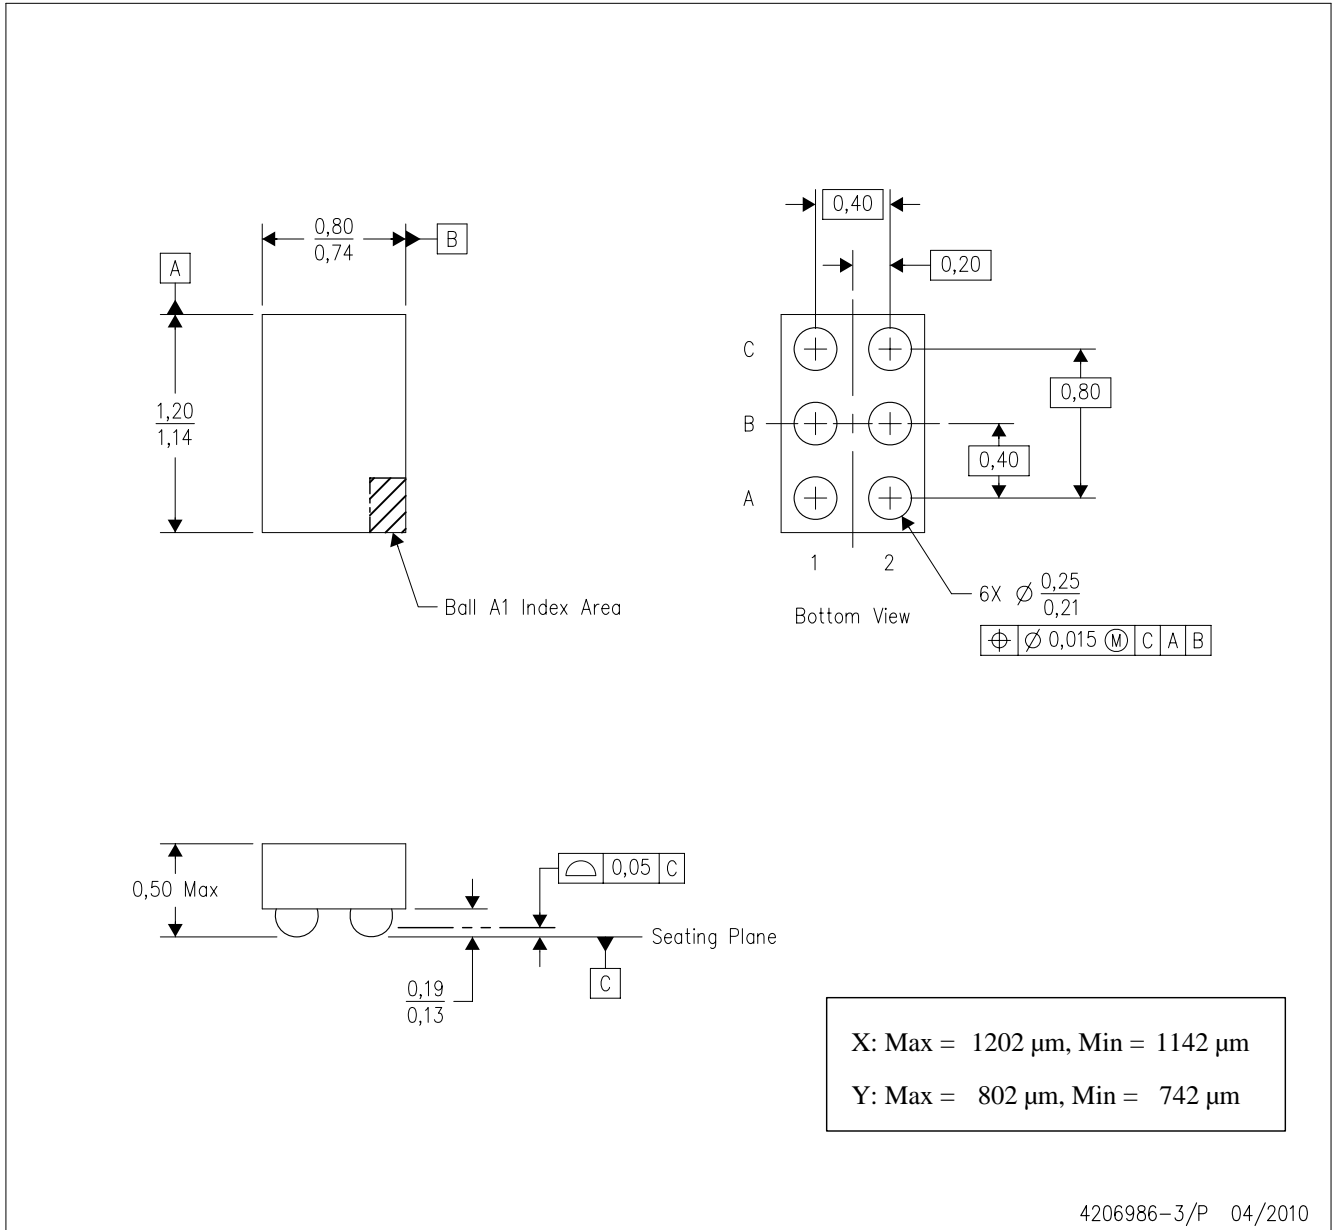 0,40
0,80
0,74
B
0,20
A
C
0,80
1,20
1,14
B
0,40
A
1 2
6X Ø 0,25
0,21
Ball A1 Index Area
Bottom View
⌖ Ø 0,015 Ⓜ C A B
0,05 C
0,50 Max
Seating Plane
C
0,19
0,13
X: Max = 1202 µm, Min = 1142 µm
Y: Max = 802 µm, Min = 742 µm
4206986-3/P 04/2010